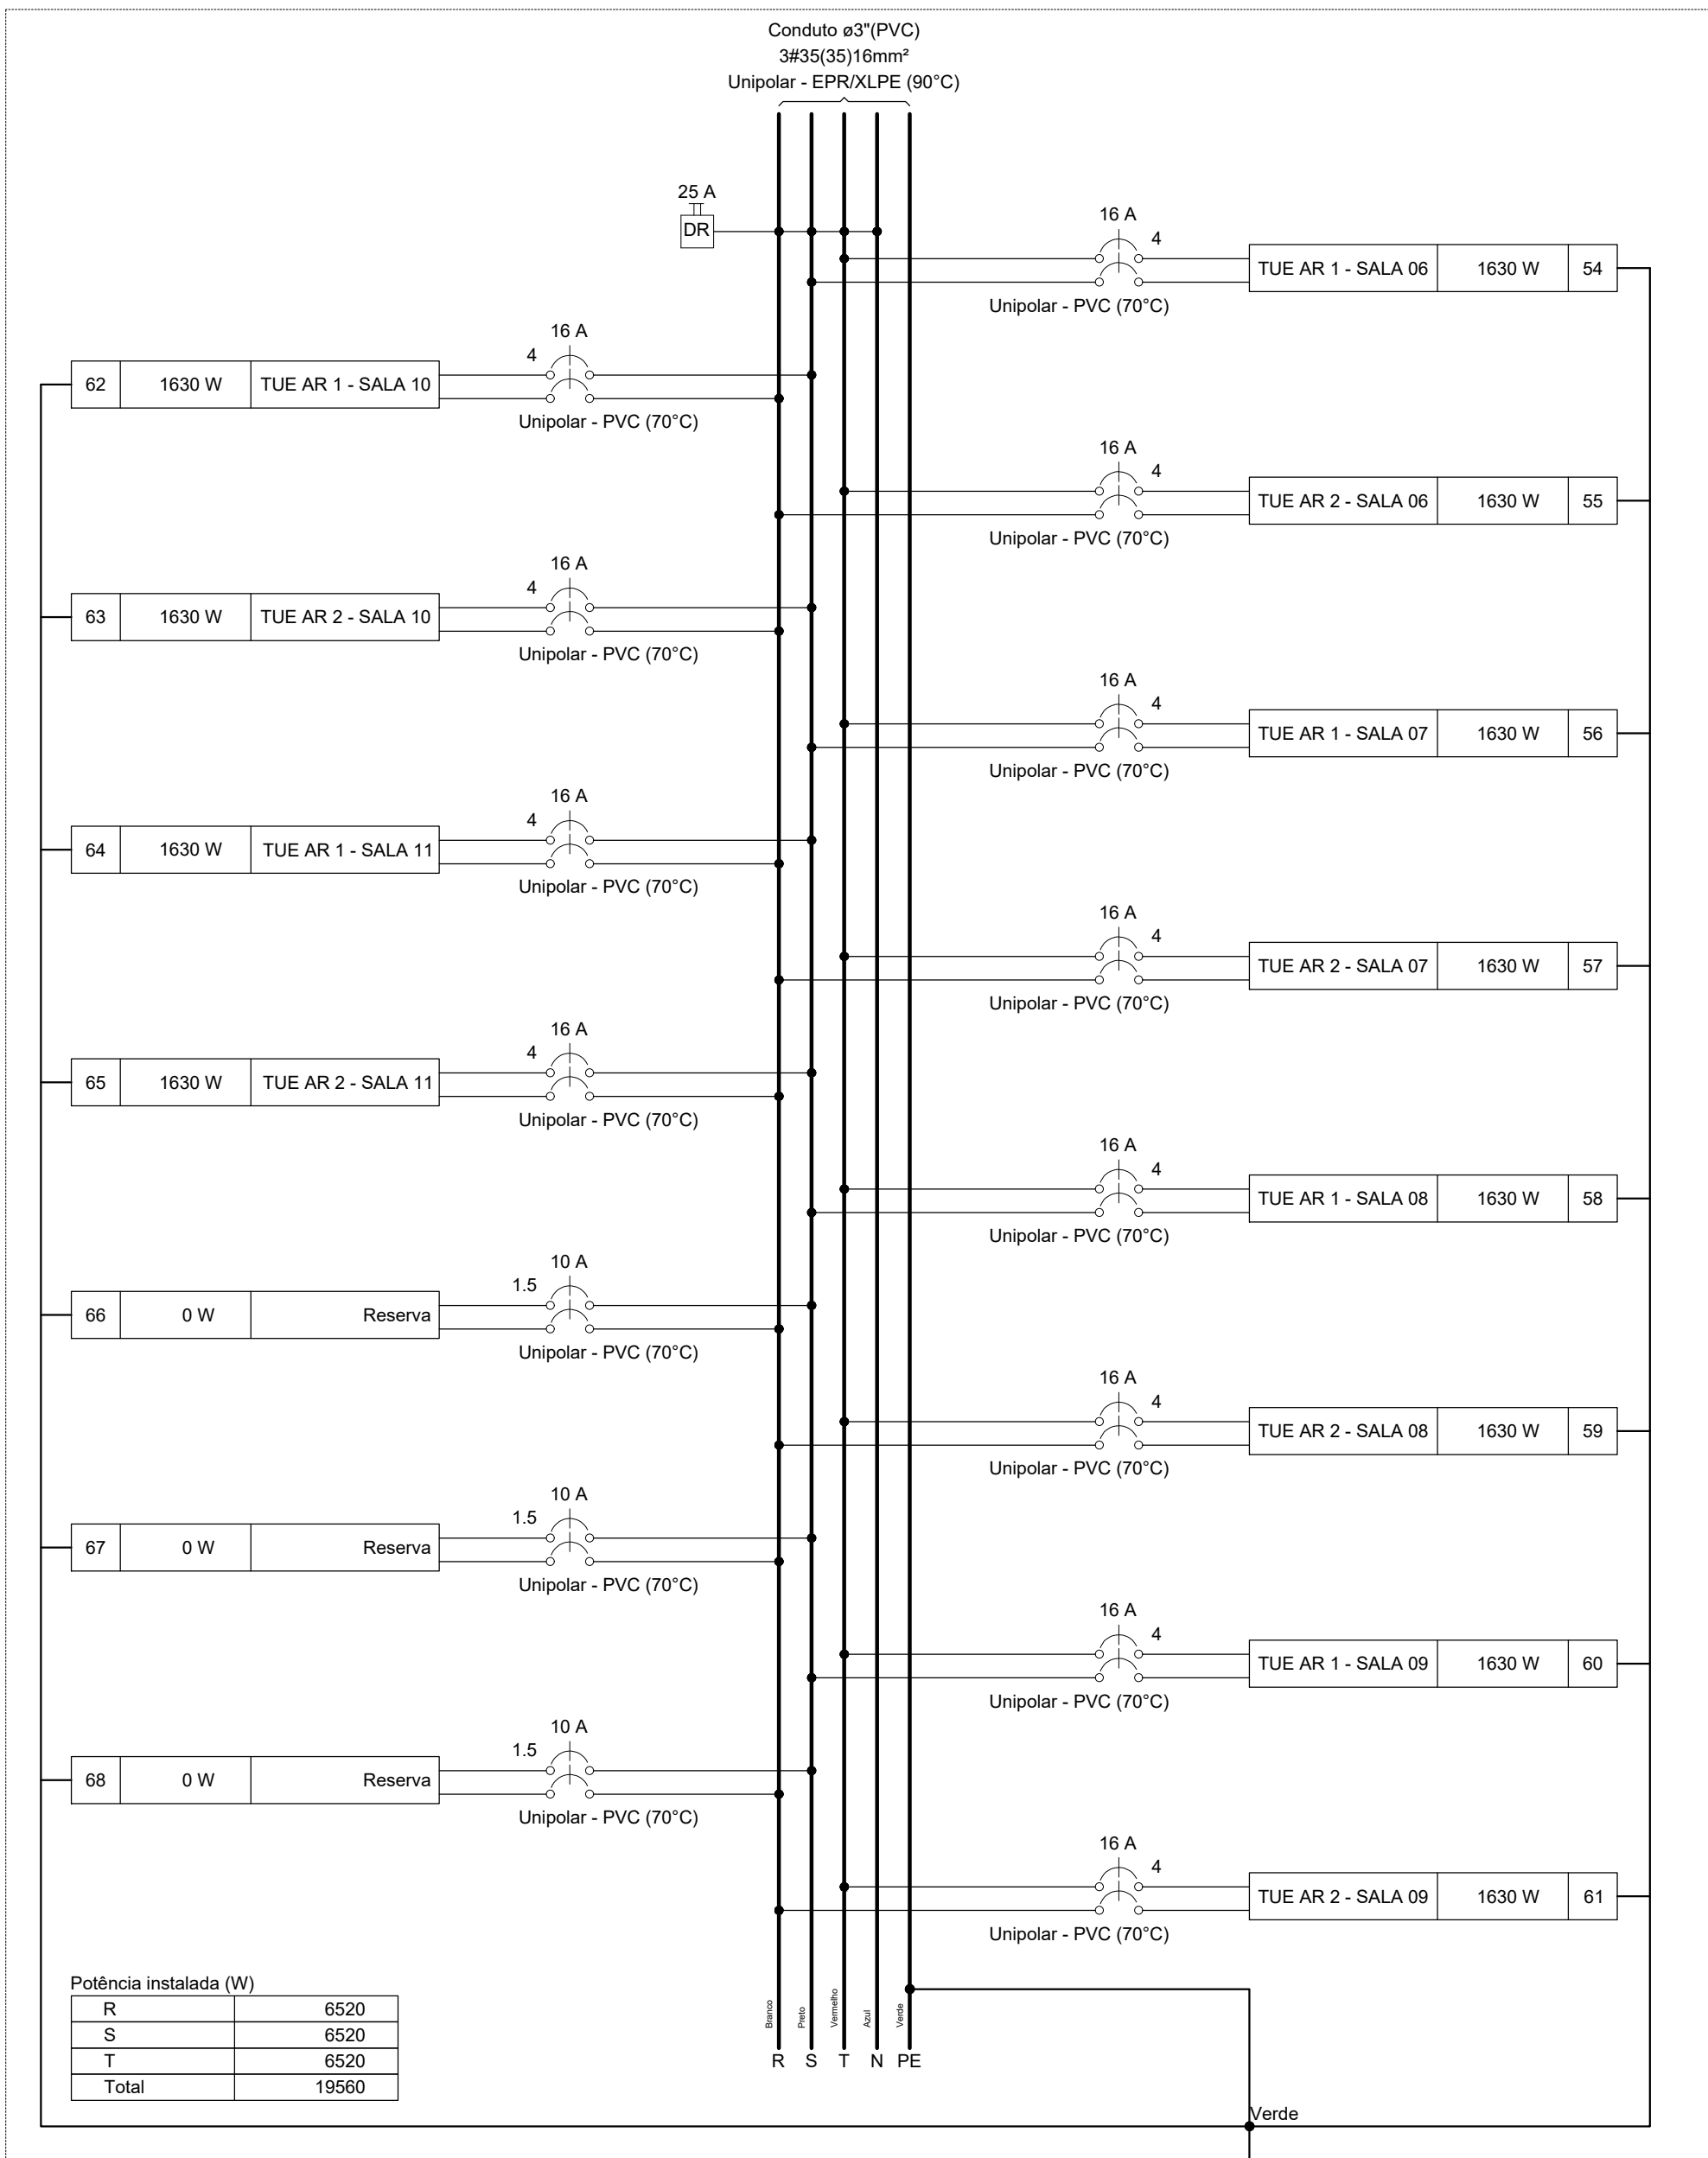 Conduto ø3"(PVC)
3#35(35)16mm²
Unipolar - EPR/XLPE (90°C)
25 A
DR
16 A
4
TUE AR 1 - SALA 06 1630 W 54
Unipolar - PVC (70°C)
16 A
4
62 1630 W TUE AR 1 - SALA 10
Unipolar - PVC (70°C)
16 A
4
TUE AR 2 - SALA 06 1630 W 55
Unipolar - PVC (70°C)
16 A
4
63 1630 W TUE AR 2 - SALA 10
Unipolar - PVC (70°C)
16 A
4
TUE AR 1 - SALA 07 1630 W 56
Unipolar - PVC (70°C)
16 A
4
64 1630 W TUE AR 1 - SALA 11
Unipolar - PVC (70°C)
16 A
4
TUE AR 2 - SALA 07 1630 W 57
Unipolar - PVC (70°C)
16 A
4
65 1630 W TUE AR 2 - SALA 11
Unipolar - PVC (70°C)
16 A
4
TUE AR 1 - SALA 08 1630 W 58
Unipolar - PVC (70°C)
10 A
1.5
66 0 W Reserva
Unipolar - PVC (70°C)
16 A
4
TUE AR 2 - SALA 08 1630 W 59
Unipolar - PVC (70°C)
10 A
1.5
67 0 W Reserva
Unipolar - PVC (70°C)
16 A
4
TUE AR 1 - SALA 09 1630 W 60
Unipolar - PVC (70°C)
10 A
1.5
68 0 W Reserva
Unipolar - PVC (70°C)
16 A
4
TUE AR 2 - SALA 09 1630 W 61
Unipolar - PVC (70°C)
Potência instalada (W)
R 6520
S 6520
T 6520
Total 19560
Branco
Preto
Vermelho
Azul
Verde
R S T N PE
Verde